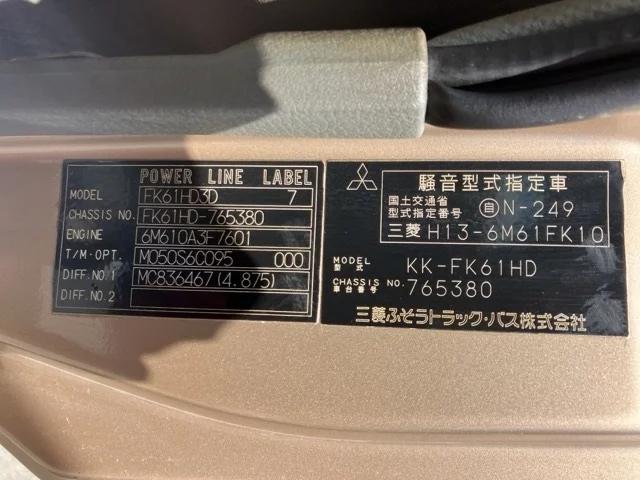 POWER LINE LABEL
MODEL FK61HD3D 7
CHASSIS NO. FK61HD-765380
ENGINE 6M610A3F7601
T/M-OPT. M050S6C095 000
DIFF.NO.1 MC836467(4.875)
DIFF.NO.2
騒音型式指定車
国土交通省
型式指定番号 自N-249
三菱 H13-6M61FK10
MODEL
型式 KK-FK61HD
CHASSIS NO.
車台番号 765380
三菱ふそうトラック・バス株式会社